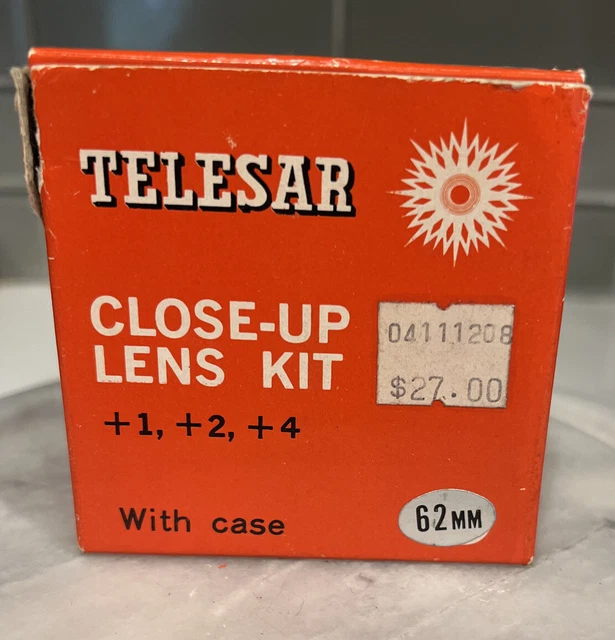 TELESAR
CLOSE-UP
LENS KIT
04111208
$27.00
+1, +2, +4
With case
62MM